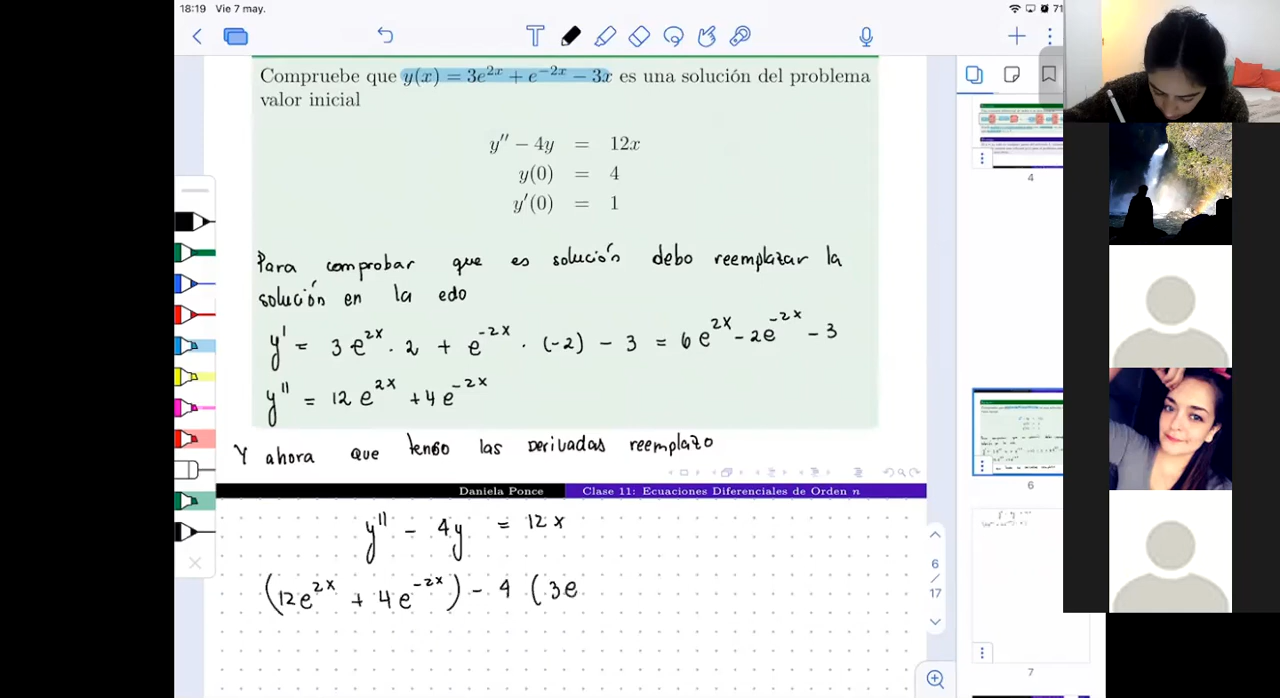 18:19 Vie 7 may.
71
Compruebe que y(x) = 3e^{2x} + e^{−2x} − 3x es una solución del problema
valor inicial
y'' − 4y = 12x
y(0) = 4
y'(0) = 1
Para comprobar que es solución debo reemplazar la
solución en la edo
y' = 3e^{2x} · 2 + e^{-2x} · (-2) - 3 = 6e^{2x} - 2e^{-2x} - 3
y'' = 12e^{2x} + 4e^{-2x}
Y ahora que tengo las derivadas reemplazo
Daniela Ponce Clase 11: Ecuaciones Diferenciales de Orden n
y'' - 4y = 12x
(12e^{2x} + 4e^{-2x}) - 4 (3e
6
/
17
4
6
7